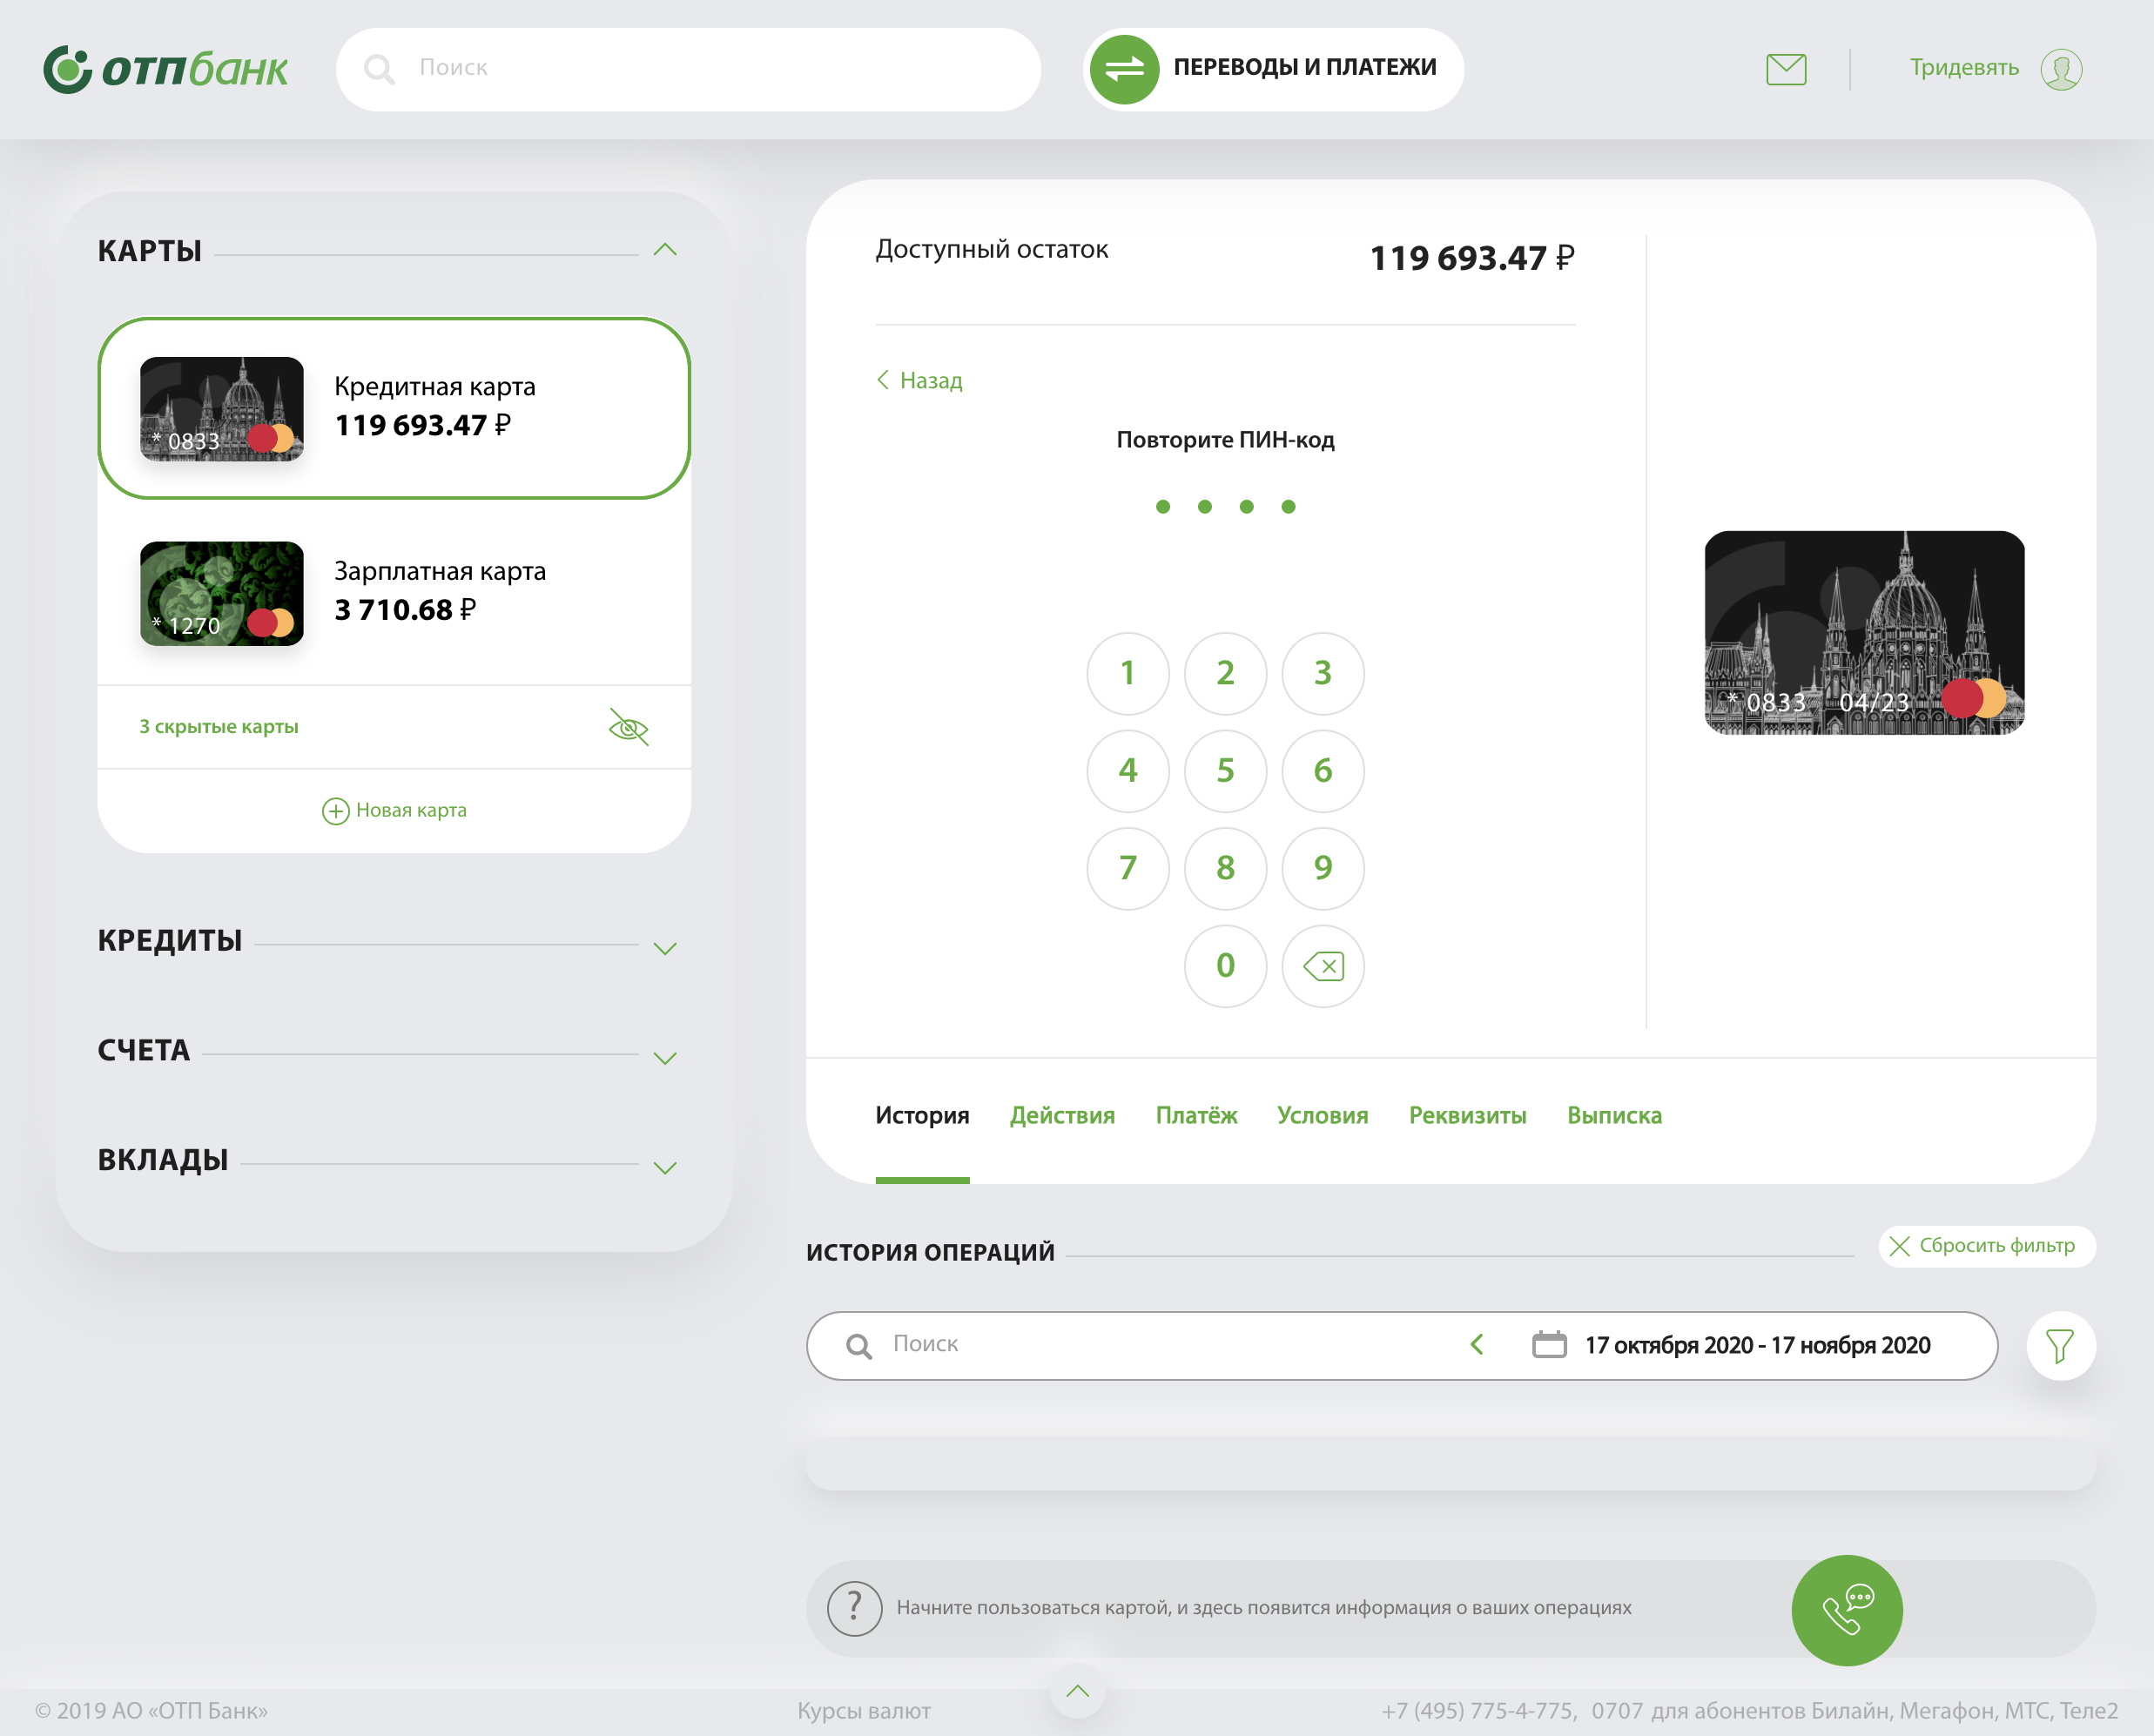 ОТПбанк
Поиск
ПЕРЕВОДЫ И ПЛАТЕЖИ
Тридевять
КАРТЫ
* 0833
Кредитная карта
119 693.47 ₽
* 1270
Зарплатная карта
3 710.68 ₽
3 скрытые карты
Новая карта
КРЕДИТЫ
СЧЕТА
ВКЛАДЫ
Доступный остаток
119 693.47 ₽
Назад
Повторите ПИН-код
1 2 3
4 5 6
7 8 9
0
* 0833 04/23
История Действия Платёж Условия Реквизиты Выписка
ИСТОРИЯ ОПЕРАЦИЙ
Сбросить фильтр
Поиск
17 октября 2020 - 17 ноября 2020
? Начните пользоваться картой, и здесь появится информация о ваших операциях
© 2019 АО «ОТП Банк»
Курсы валют
+7 (495) 775-4-775, 0707 для абонентов Билайн, Мегафон, МТС, Теле2